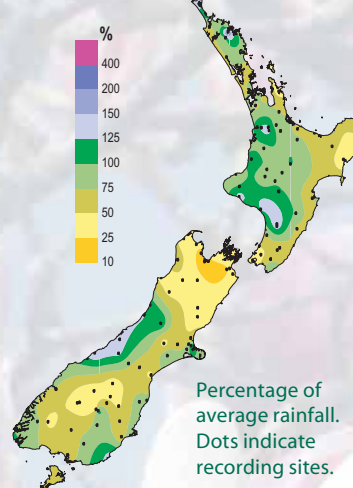 %
400
200
150
125
100
75
50
25
10
Percentage of
average rainfall.
Dots indicate
recording sites.